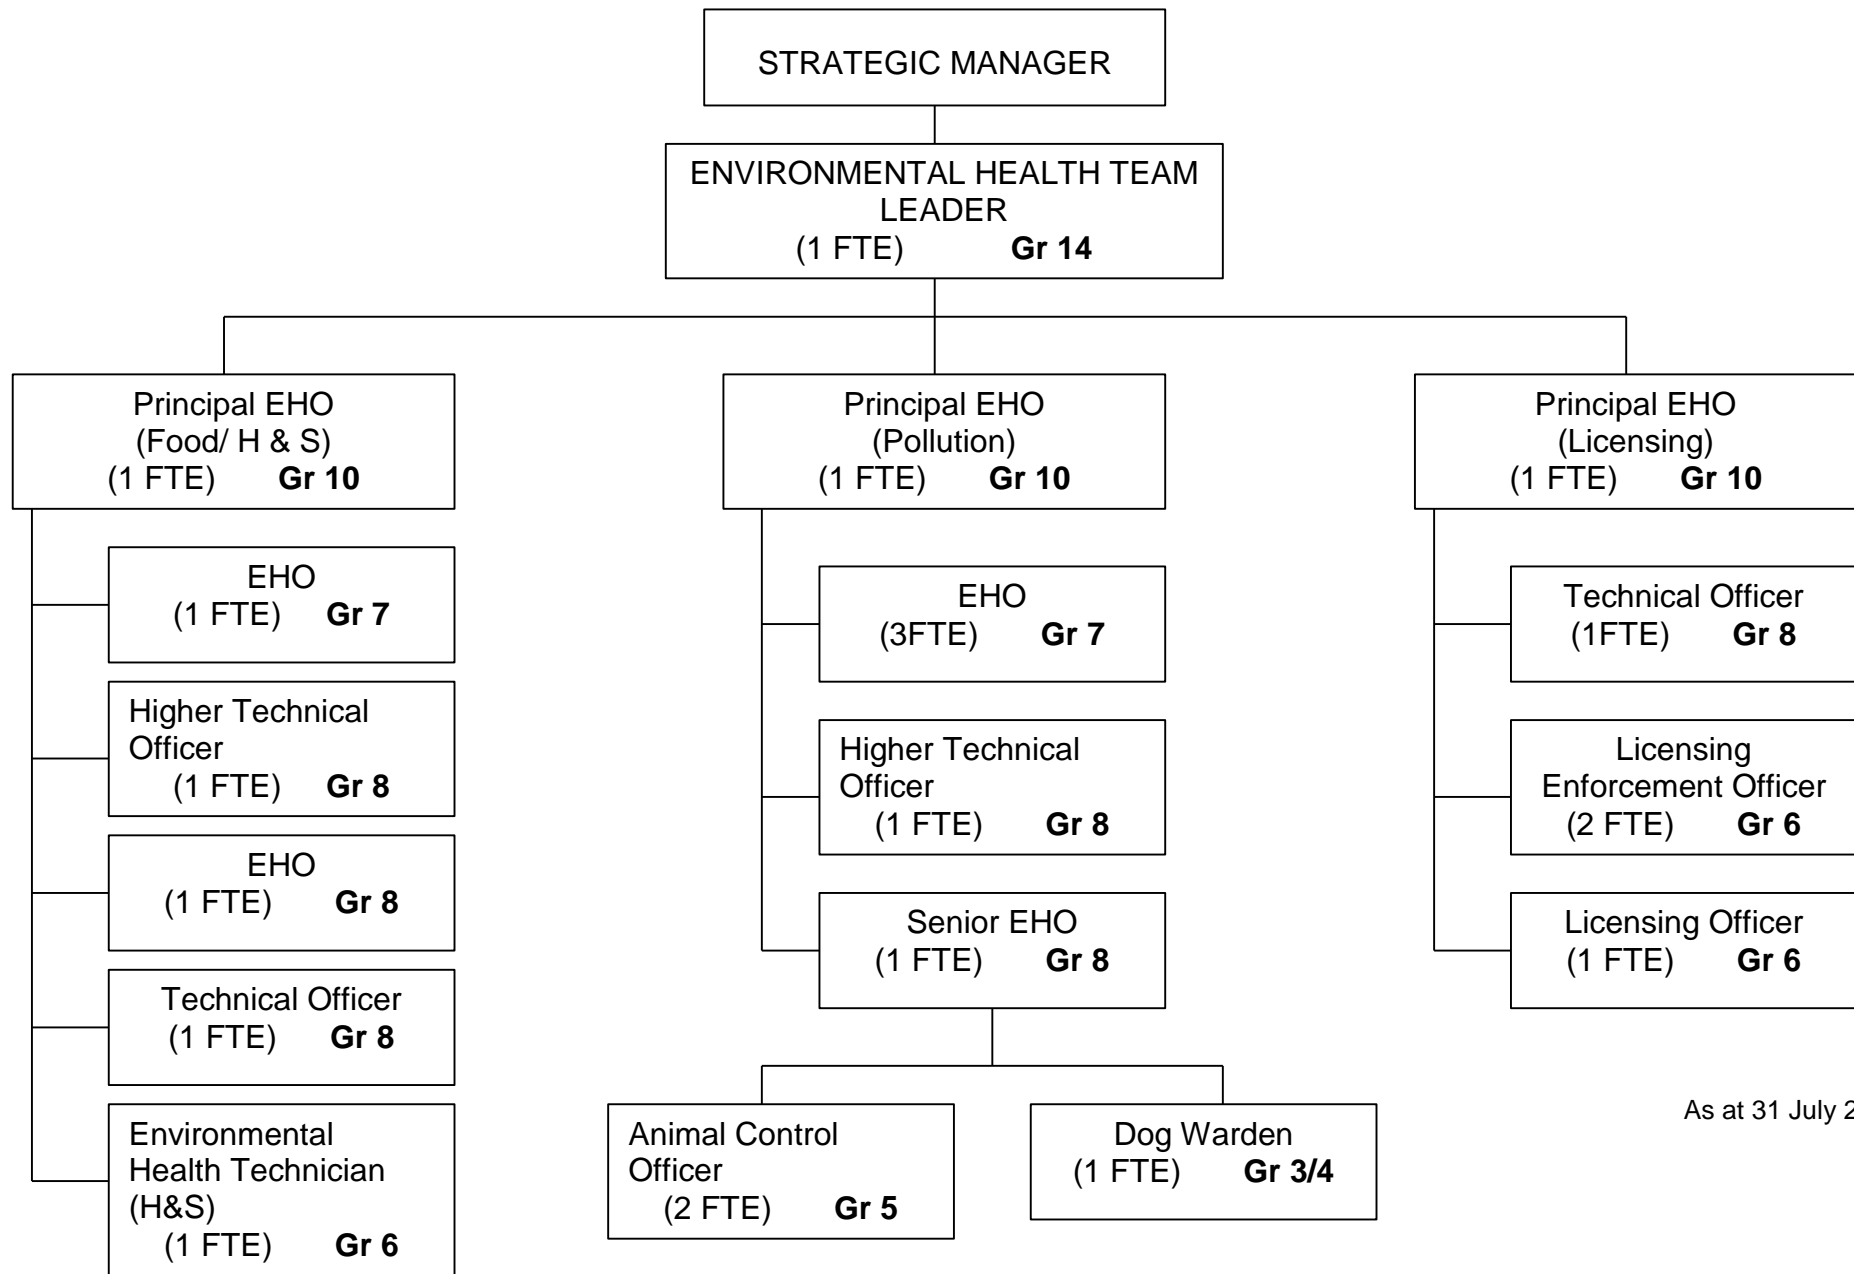 STRATEGIC MANAGER
ENVIRONMENTAL HEALTH TEAM
LEADER
(1 FTE) Gr 14
Principal EHO
(Food/ H & S)
(1 FTE) Gr 10
EHO
(1 FTE) Gr 7
Higher Technical
Officer
(1 FTE) Gr 8
EHO
(1 FTE) Gr 8
Technical Officer
(1 FTE) Gr 8
Environmental
Health Technician
(H&S)
(1 FTE) Gr 6
Principal EHO
(Pollution)
(1 FTE) Gr 10
EHO
(3FTE) Gr 7
Higher Technical
Officer
(1 FTE) Gr 8
Senior EHO
(1 FTE) Gr 8
Animal Control
Officer
(2 FTE) Gr 5
Dog Warden
(1 FTE) Gr 3/4
Principal EHO
(Licensing)
(1 FTE) Gr 10
Technical Officer
(1FTE) Gr 8
Licensing
Enforcement Officer
(2 FTE) Gr 6
Licensing Officer
(1 FTE) Gr 6
As at 31 July